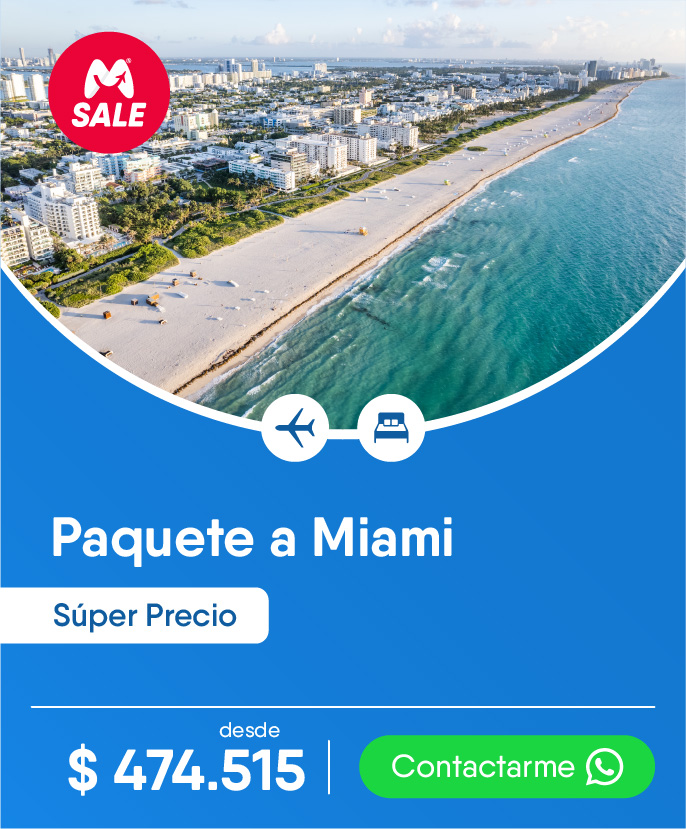 M®
SALE
Paquete a Miami
Súper Precio
desde
$ 474.515
Contactarme